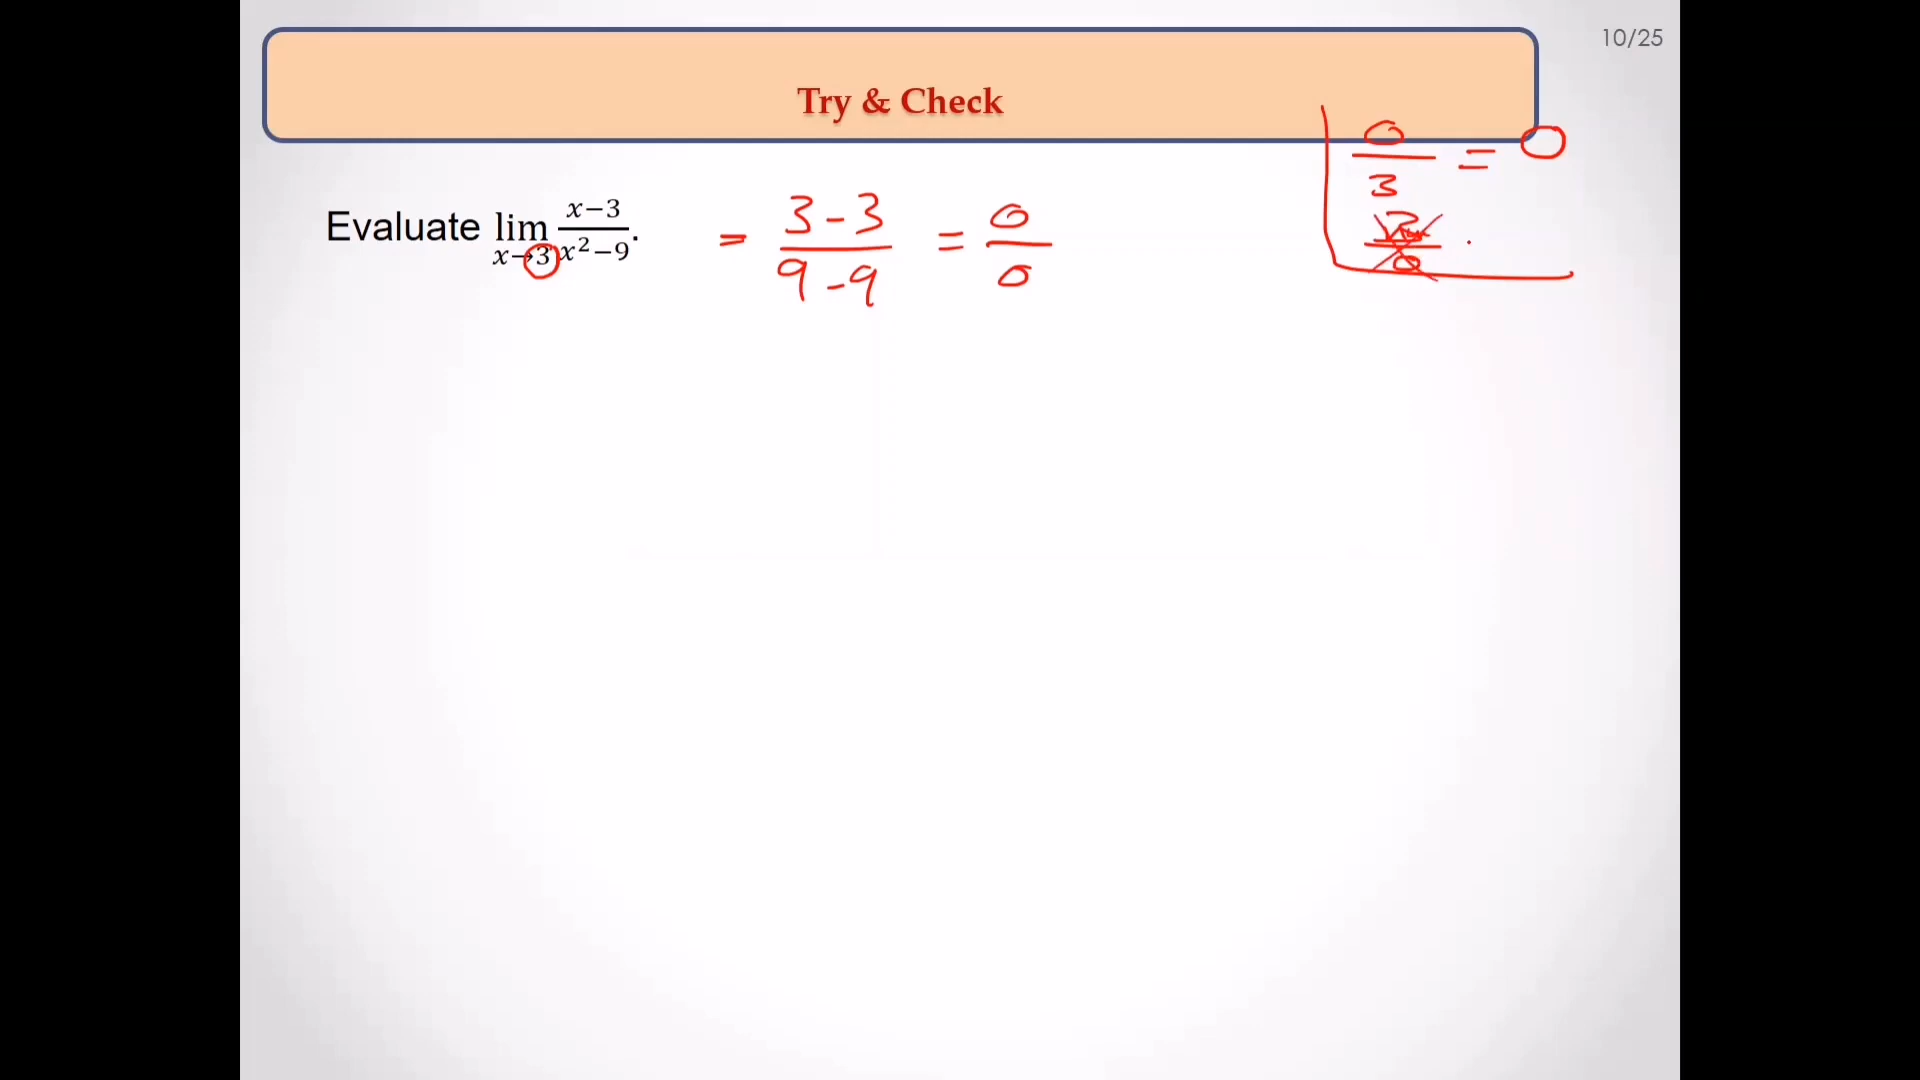 10/25
Try & Check
Evaluate lim x→3 x−3 / x²−9. = 3 - 3 / 9 - 9 = 0 / 0
0 / 3 = 0